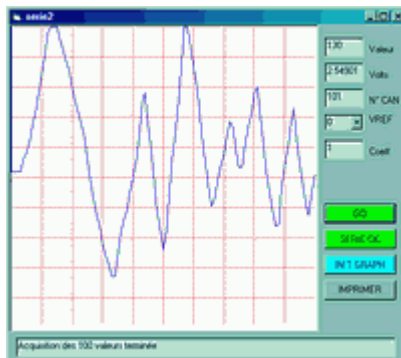 serie2
130 Valeur
2.54901 Volts
101 N° CAN
0 VREF
1 Coeff
GO
SERIE OK
INIT GRAPH
IMPRIMER
Acquisition des 100 valeurs terminée